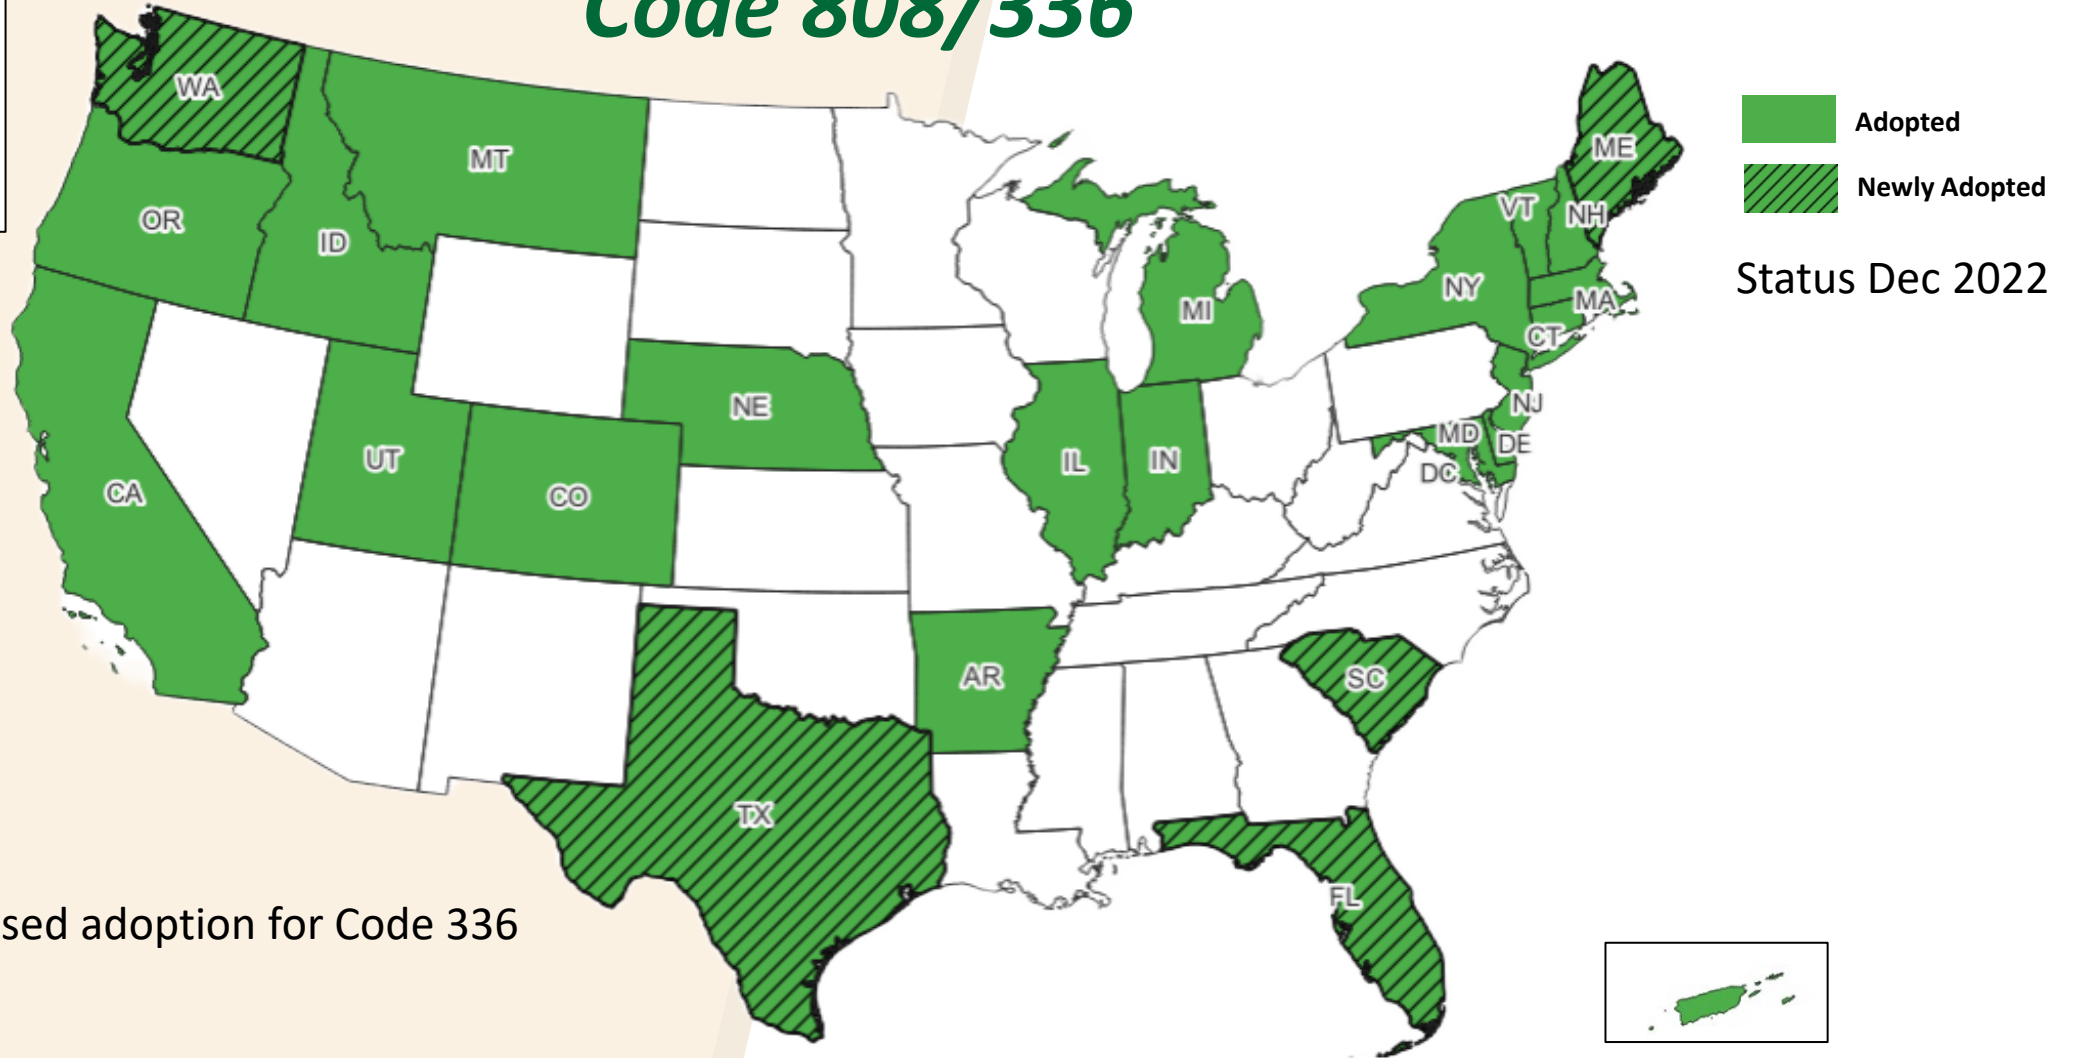 Code 808/336
WA
MT
OR
ID
NE
UT
CO
CA
IL
IN
MI
AR
TX
SC
FL
ME
VT
NH
NY
MA
CT
NJ
MD
DE
DC
Adopted
Newly Adopted
Status Dec 2022
sed adoption for Code 336